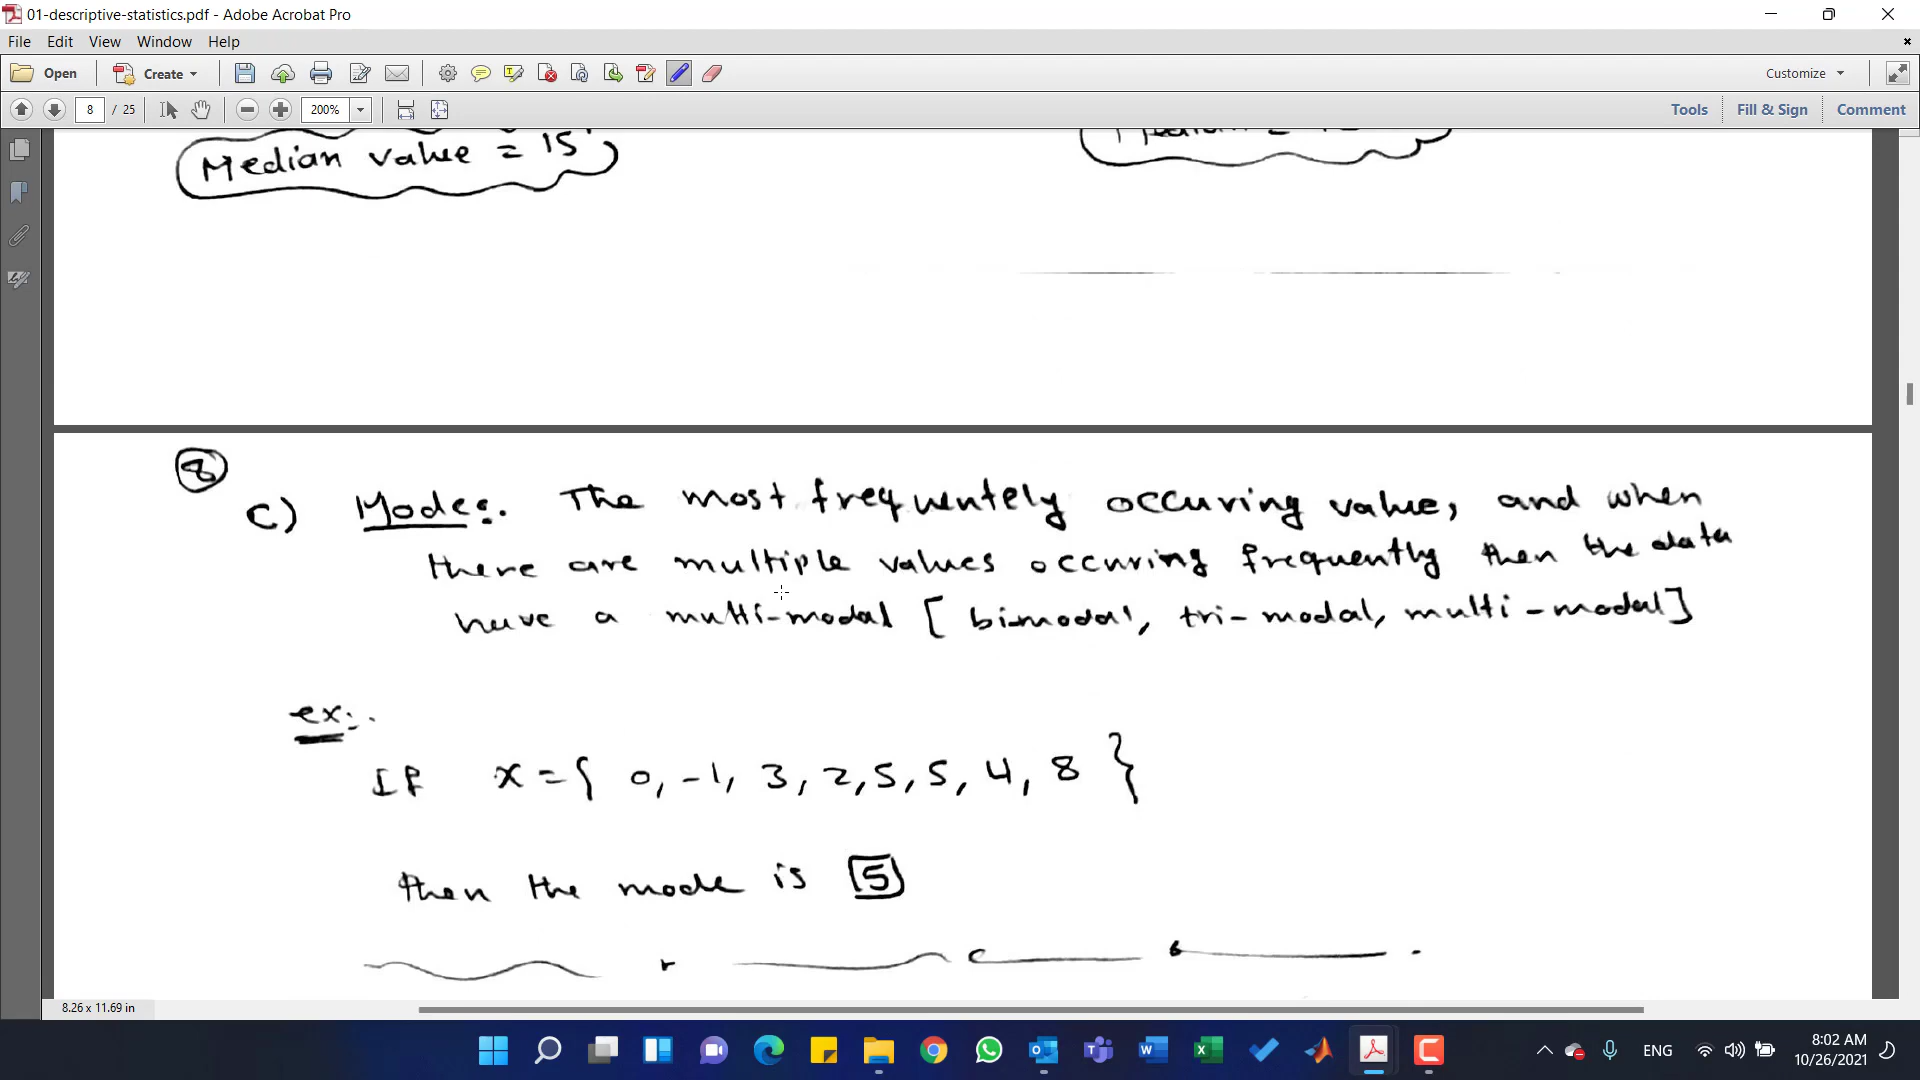 01-descriptive-statistics.pdf - Adobe Acrobat Pro
File Edit View Window Help
Open Create Customize
8 / 25 200% Tools Fill & Sign Comment
Median value = 15
8
C) Mode:. The most frequentely occuring value, and when
there are multiple values occuring frequently then the data
have a multi-modal [ bimodal, tri-modal, multi-modal]
ex:.
If x={ 0, -1, 3, 2, 5, 5, 4, 8 }
then the mode is 5
8.26 x 11.69 in
ENG
8:02 AM
10/26/2021